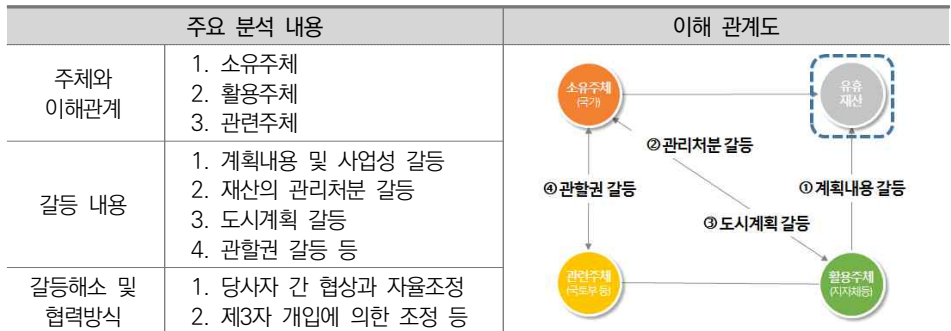 주요 분석 내용
이해 관계도
주체와
이해관계
1. 소유주체
2. 활용주체
3. 관련주체
갈등 내용
1. 계획내용 및 사업성 갈등
2. 재산의 관리처분 갈등
3. 도시계획 갈등
4. 관할권 갈등 등
갈등해소 및
협력방식
1. 당사자 간 협상과 자율조정
2. 제3자 개입에 의한 조정 등
소유주체
(국가)
유휴
재산
②관리처분 갈등
④관할권 갈등
①계획내용 갈등
③도시계획 갈등
관련주체
(국토부 등)
활용주체
(지자체등)